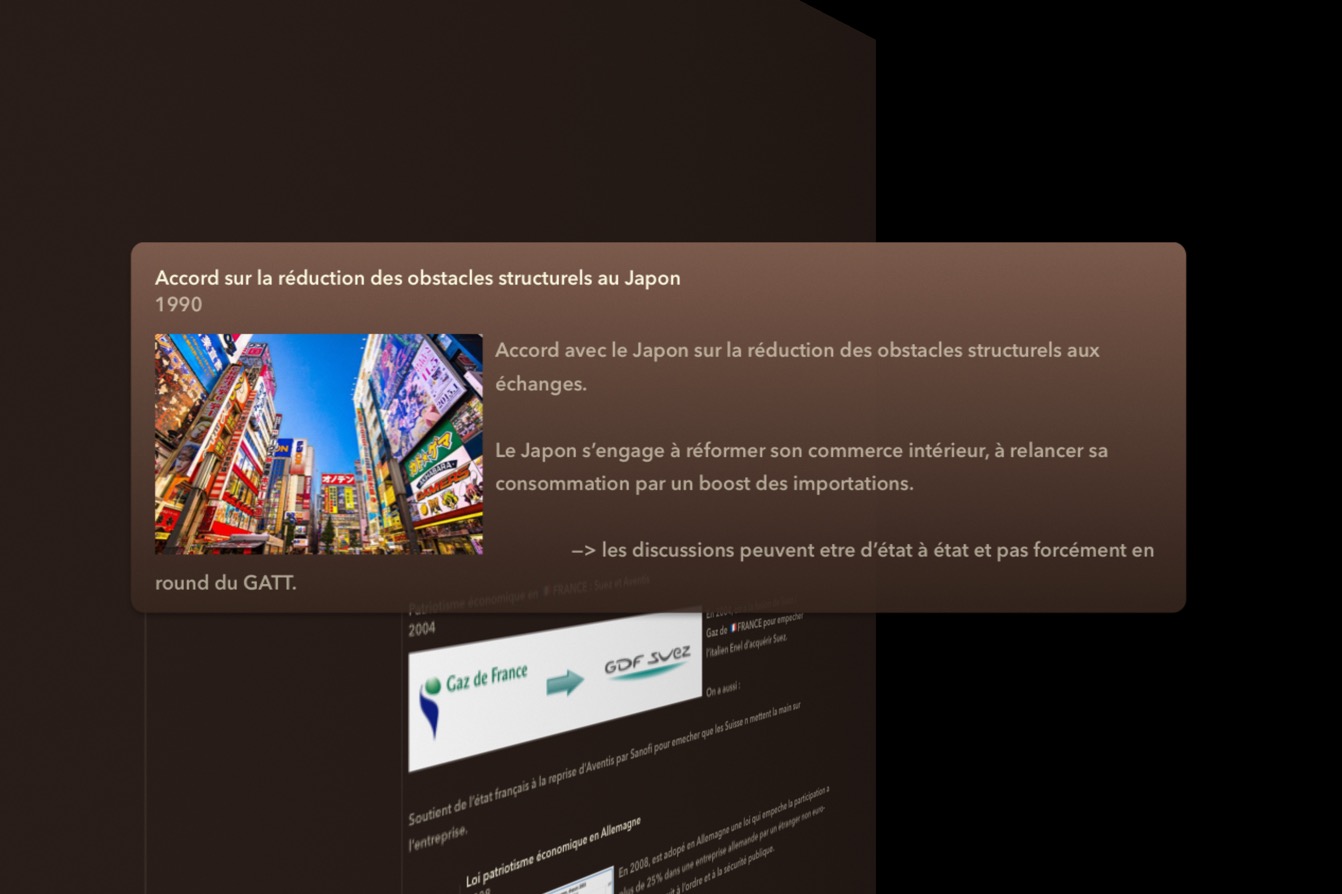 Accord sur la réduction des obstacles structurels au Japon
1990
Accord avec le Japon sur la réduction des obstacles structurels aux
échanges.
Le Japon s’engage à réformer son commerce intérieur, à relancer sa
consommation par un boost des importations.
—> les discussions peuvent etre d’état à état et pas forcément en
round du GATT.
Patriotisme économique en FRANCE : Suez et Aventis
2004
Gaz de France
GDF SUEZ
Gaz de FRANCE pour empecher
l’italien Enel d’acquérir Suez.
On a aussi :
Soutient de l’état français à la reprise d’Aventis par Sanofi pour emecher que les Suisse n mettent la main sur
l’entreprise.
Loi patriotisme économique en Allemagne
En 2008, est adopé en Allemagne une loi qui empeche la participation a
plus de 25% dans une entreprise allemande par un étranger non euro-
à l’ordre et à la sécurité publique.